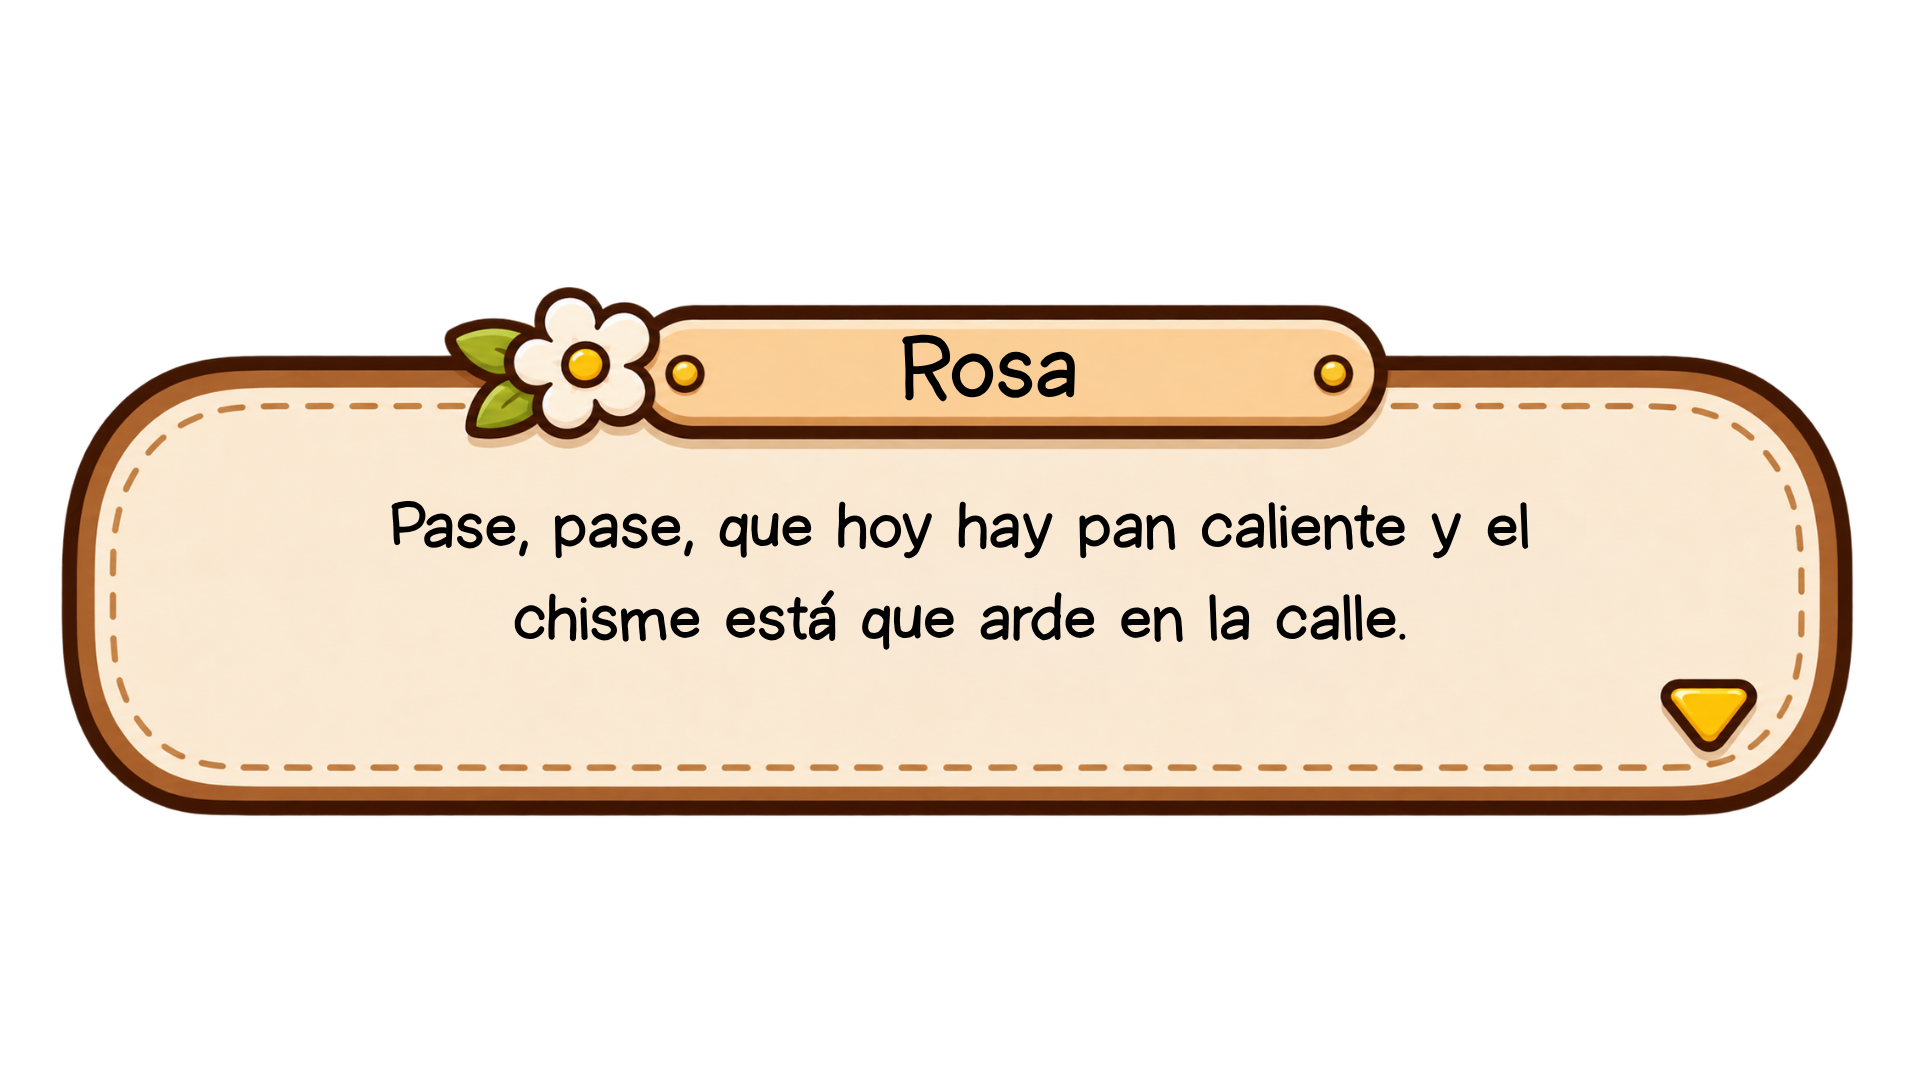 Rosa
Pase, pase, que hoy hay pan caliente y el
chisme está que arde en la calle.